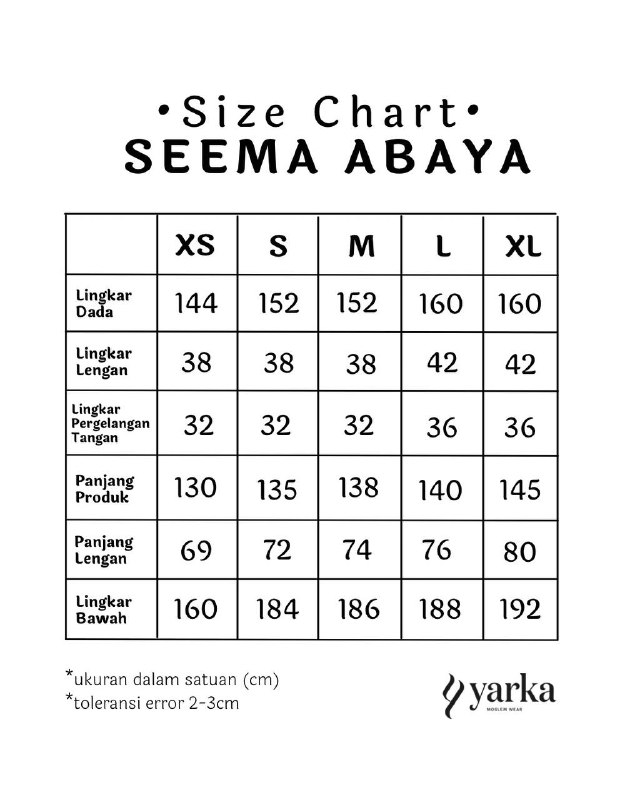 •Size Chart•
SEEMA ABAYA
XS S M L XL
Lingkar
Dada
144 152 152 160 160
Lingkar
Lengan
38 38 38 42 42
Lingkar
Pergelangan
Tangan
32 32 32 36 36
Panjang
Produk
130 135 138 140 145
Panjang
Lengan
69 72 74 76 80
Lingkar
Bawah
160 184 186 188 192
*ukuran dalam satuan (cm)
*toleransi error 2-3cm
yarka
MOSLEM WEAR